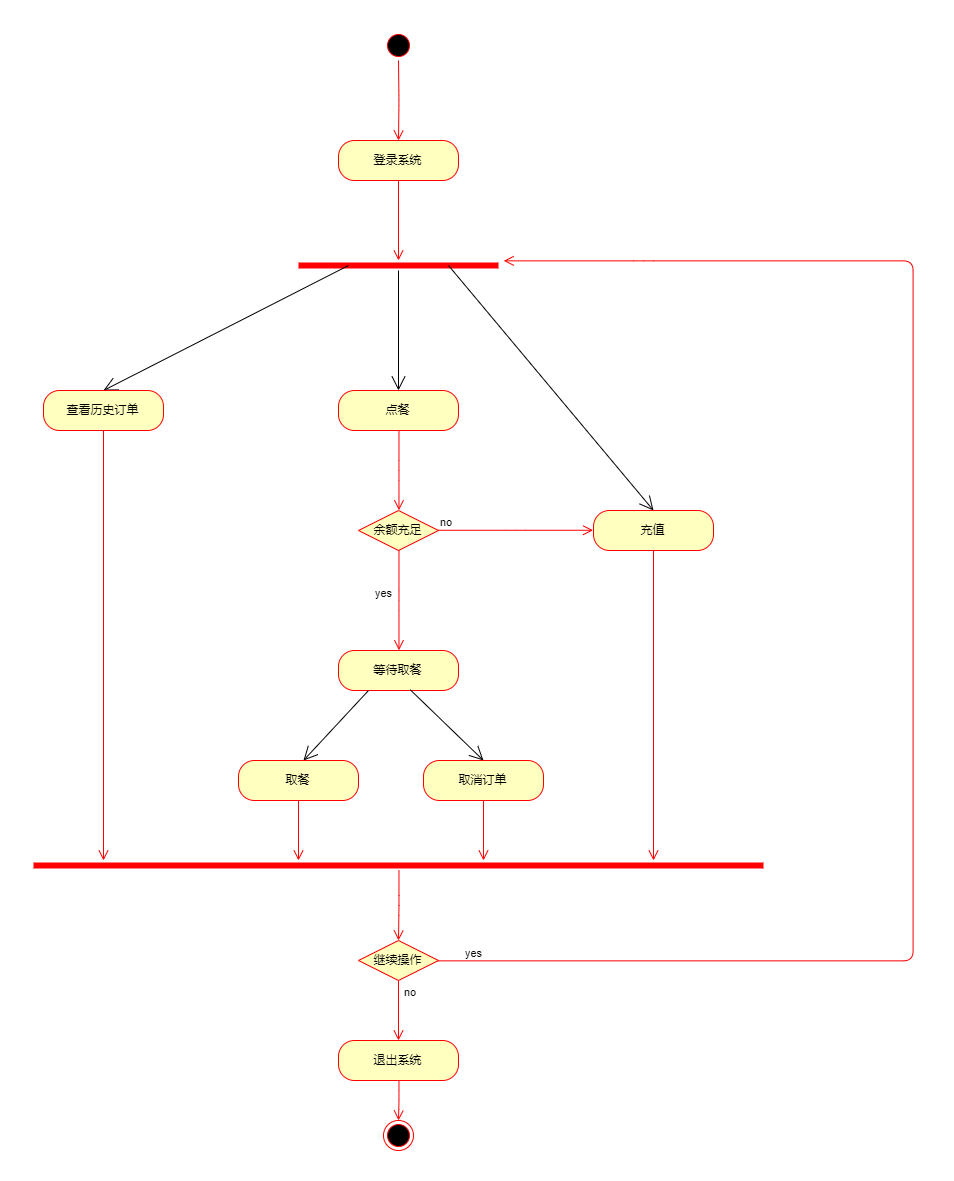 登录系统
查看历史订单
点餐
余额充足
no
充值
yes
等待取餐
取餐
取消订单
继续操作
yes
no
退出系统